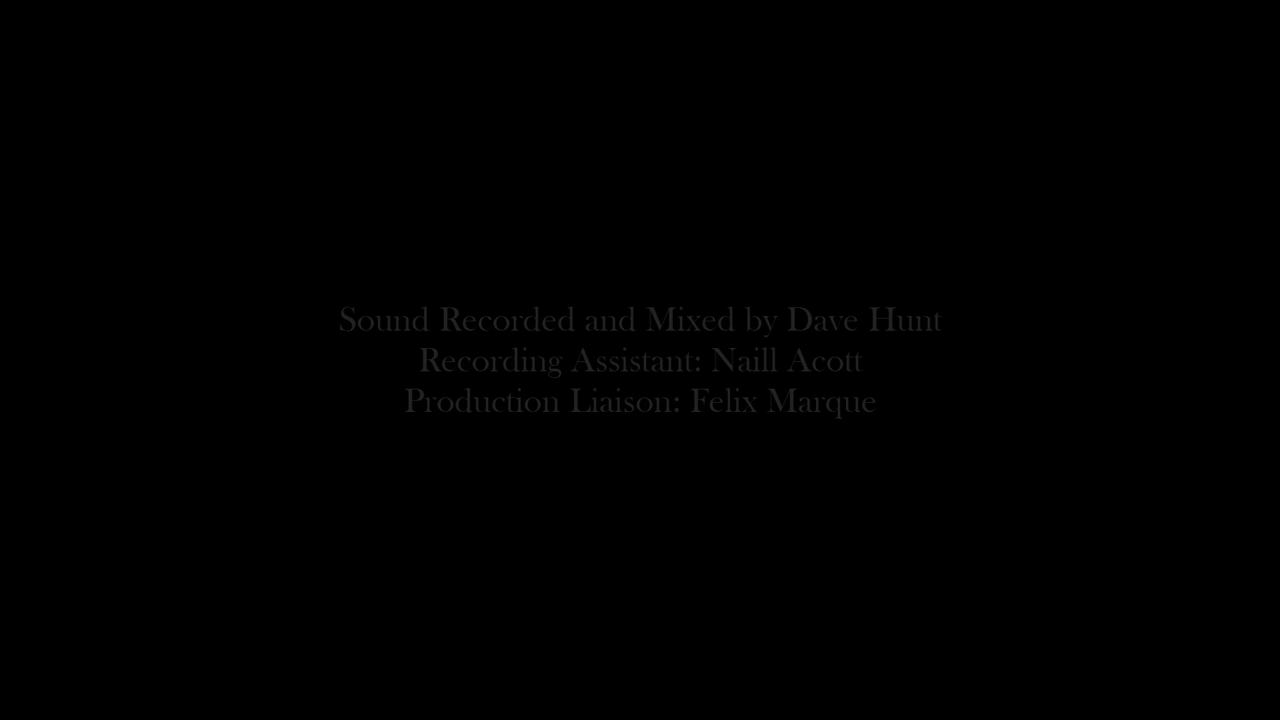 Sound Recorded and Mixed by Dave Hunt
Recording Assistant: Naill Acott
Production Liaison: Felix Marque